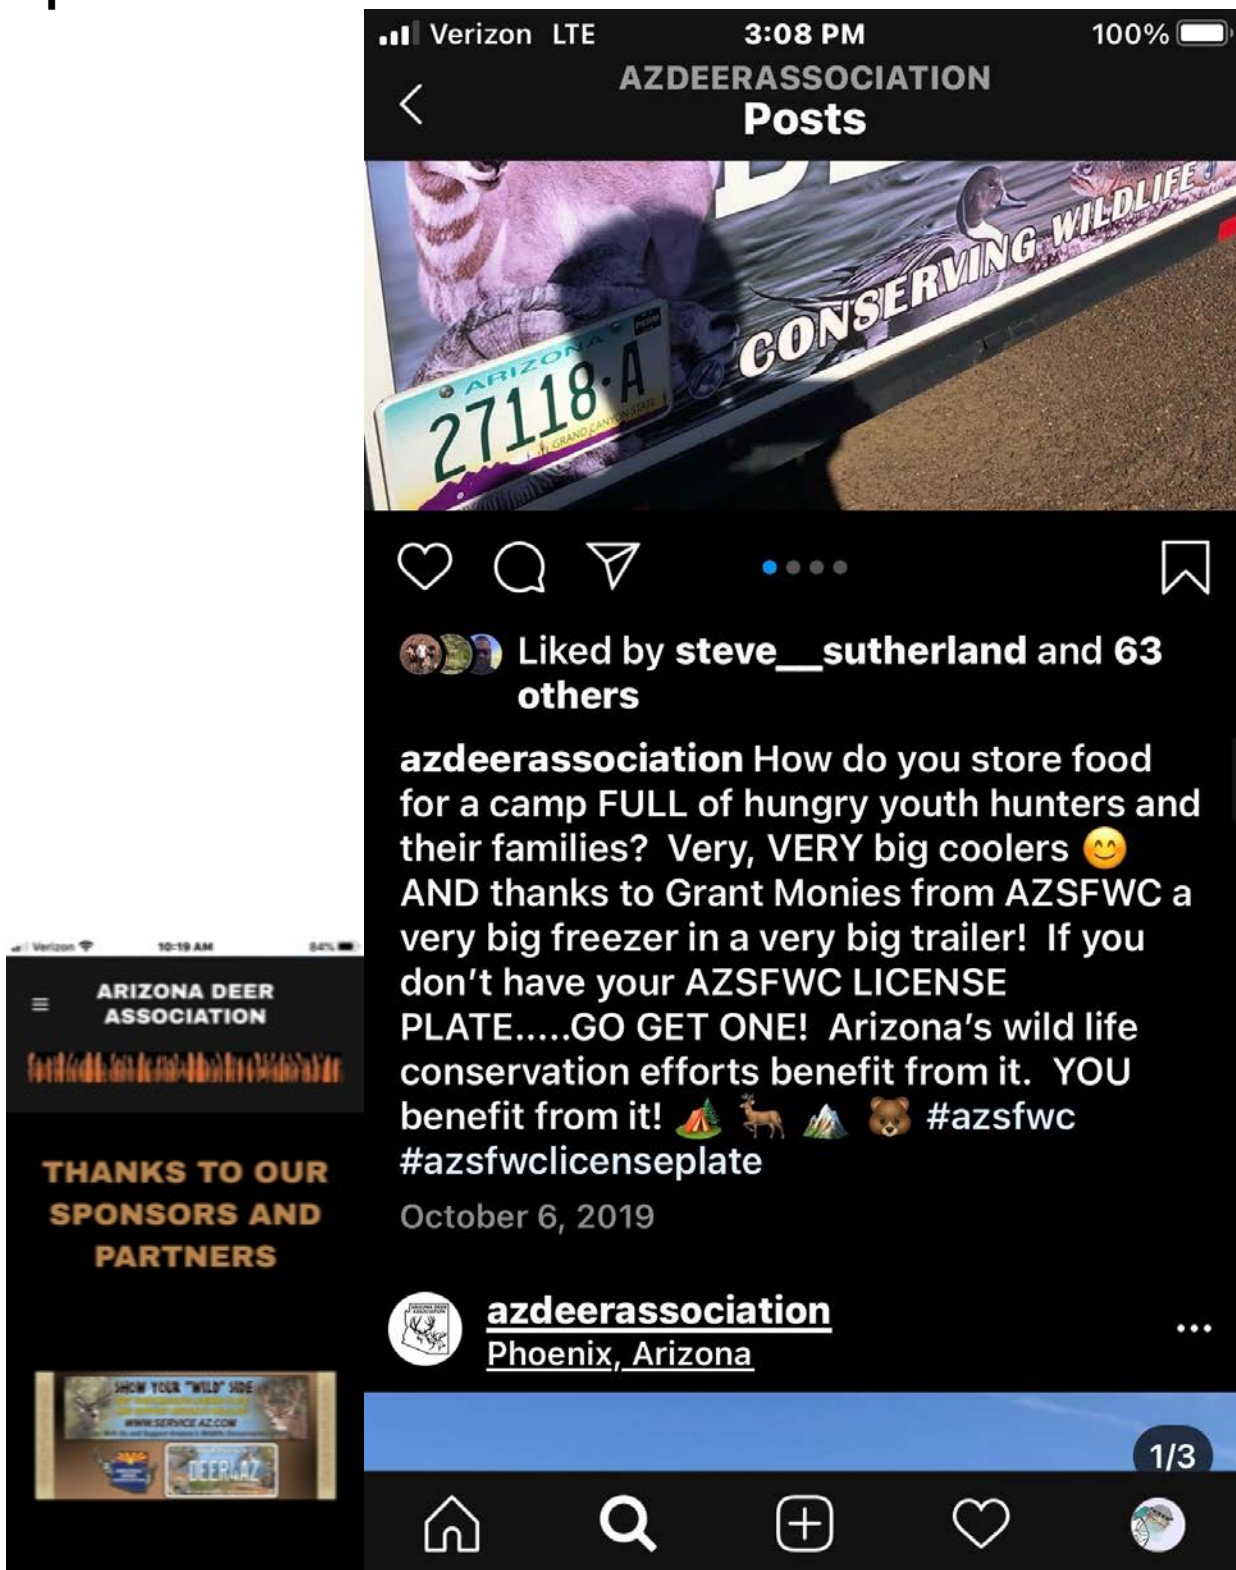 Verizon LTE 3:08 PM 100%
AZDEERASSOCIATION
Posts
CONSERVING WILDLIFE
ARIZONA
27118·A
GRAND CANYON STATE
Liked by steve__sutherland and 63
others
azdeerassociation How do you store food
for a camp FULL of hungry youth hunters and
their families? Very, VERY big coolers 😊
AND thanks to Grant Monies from AZSFWC a
very big freezer in a very big trailer! If you
don't have your AZSFWC LICENSE
PLATE.....GO GET ONE! Arizona's wild life
conservation efforts benefit from it. YOU
benefit from it! 🏕️ 🦌 🏔️ 🐻 #azsfwc
#azsfwclicenseplate
October 6, 2019
azdeerassociation
Phoenix, Arizona
1/3
Verizon 10:19 AM 84%
ARIZONA DEER
ASSOCIATION
THANKS TO OUR
SPONSORS AND
PARTNERS
SHOW YOUR "WILD" SIDE
WWW.SERVICE AZ.COM
DEER4AZ